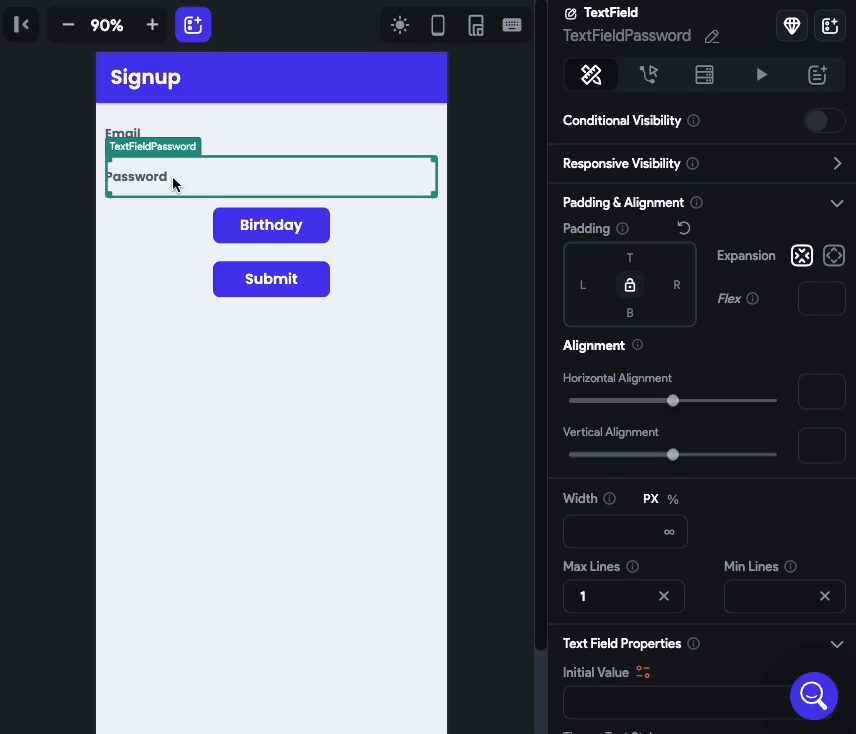 90%
Signup
Email
TextFieldPassword
Password
Birthday
Submit
TextField
TextFieldPassword
Conditional Visibility
Responsive Visibility
Padding & Alignment
Padding
T
L
R
B
Expansion
Flex
Alignment
Horizontal Alignment
Vertical Alignment
Width PX %
∞
Max Lines Min Lines
1
Text Field Properties
Initial Value